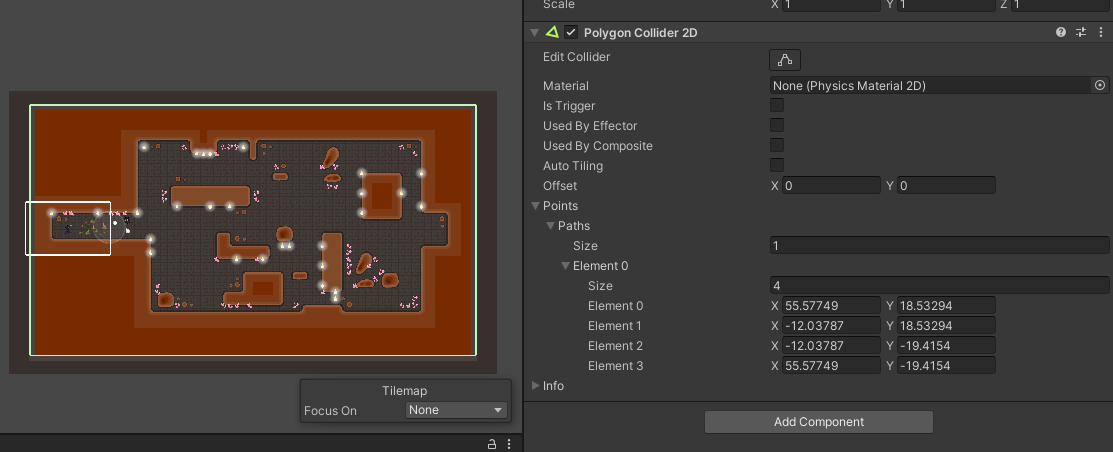 Scale X 1 Y 1 Z 1
Polygon Collider 2D
Edit Collider
Material None (Physics Material 2D)
Is Trigger
Used By Effector
Used By Composite
Auto Tiling
Offset X 0 Y 0
Points
Paths
Size 1
Element 0
Size 4
Element 0 X 55.57749 Y 18.53294
Element 1 X -12.03787 Y 18.53294
Element 2 X -12.03787 Y -19.4154
Element 3 X 55.57749 Y -19.4154
Info
Add Component
Tilemap
Focus On None